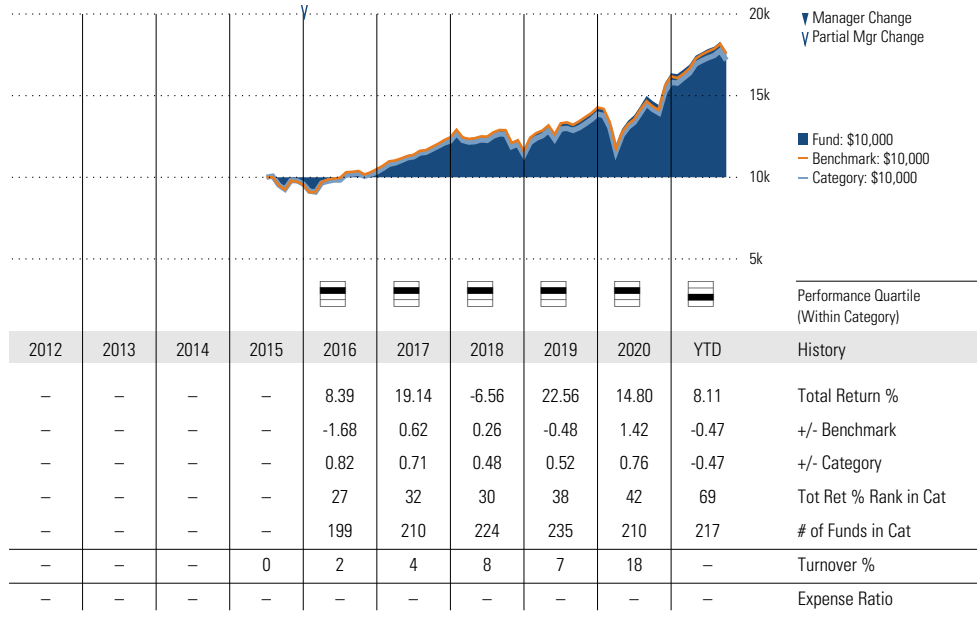 20k
15k
10k
5k
Manager Change
Partial Mgr Change
Fund: $10,000
Benchmark: $10,000
Category: $10,000
Performance Quartile
(Within Category)
2012 2013 2014 2015 2016 2017 2018 2019 2020 YTD History
– – – – 8.39 19.14 -6.56 22.56 14.80 8.11 Total Return %
– – – – -1.68 0.62 0.26 -0.48 1.42 -0.47 +/- Benchmark
– – – – 0.82 0.71 0.48 0.52 0.76 -0.47 +/- Category
– – – – 27 32 30 38 42 69 Tot Ret % Rank in Cat
– – – – 199 210 224 235 210 217 # of Funds in Cat
– – – 0 2 4 8 7 18 – Turnover %
– – – – – – – – – – Expense Ratio